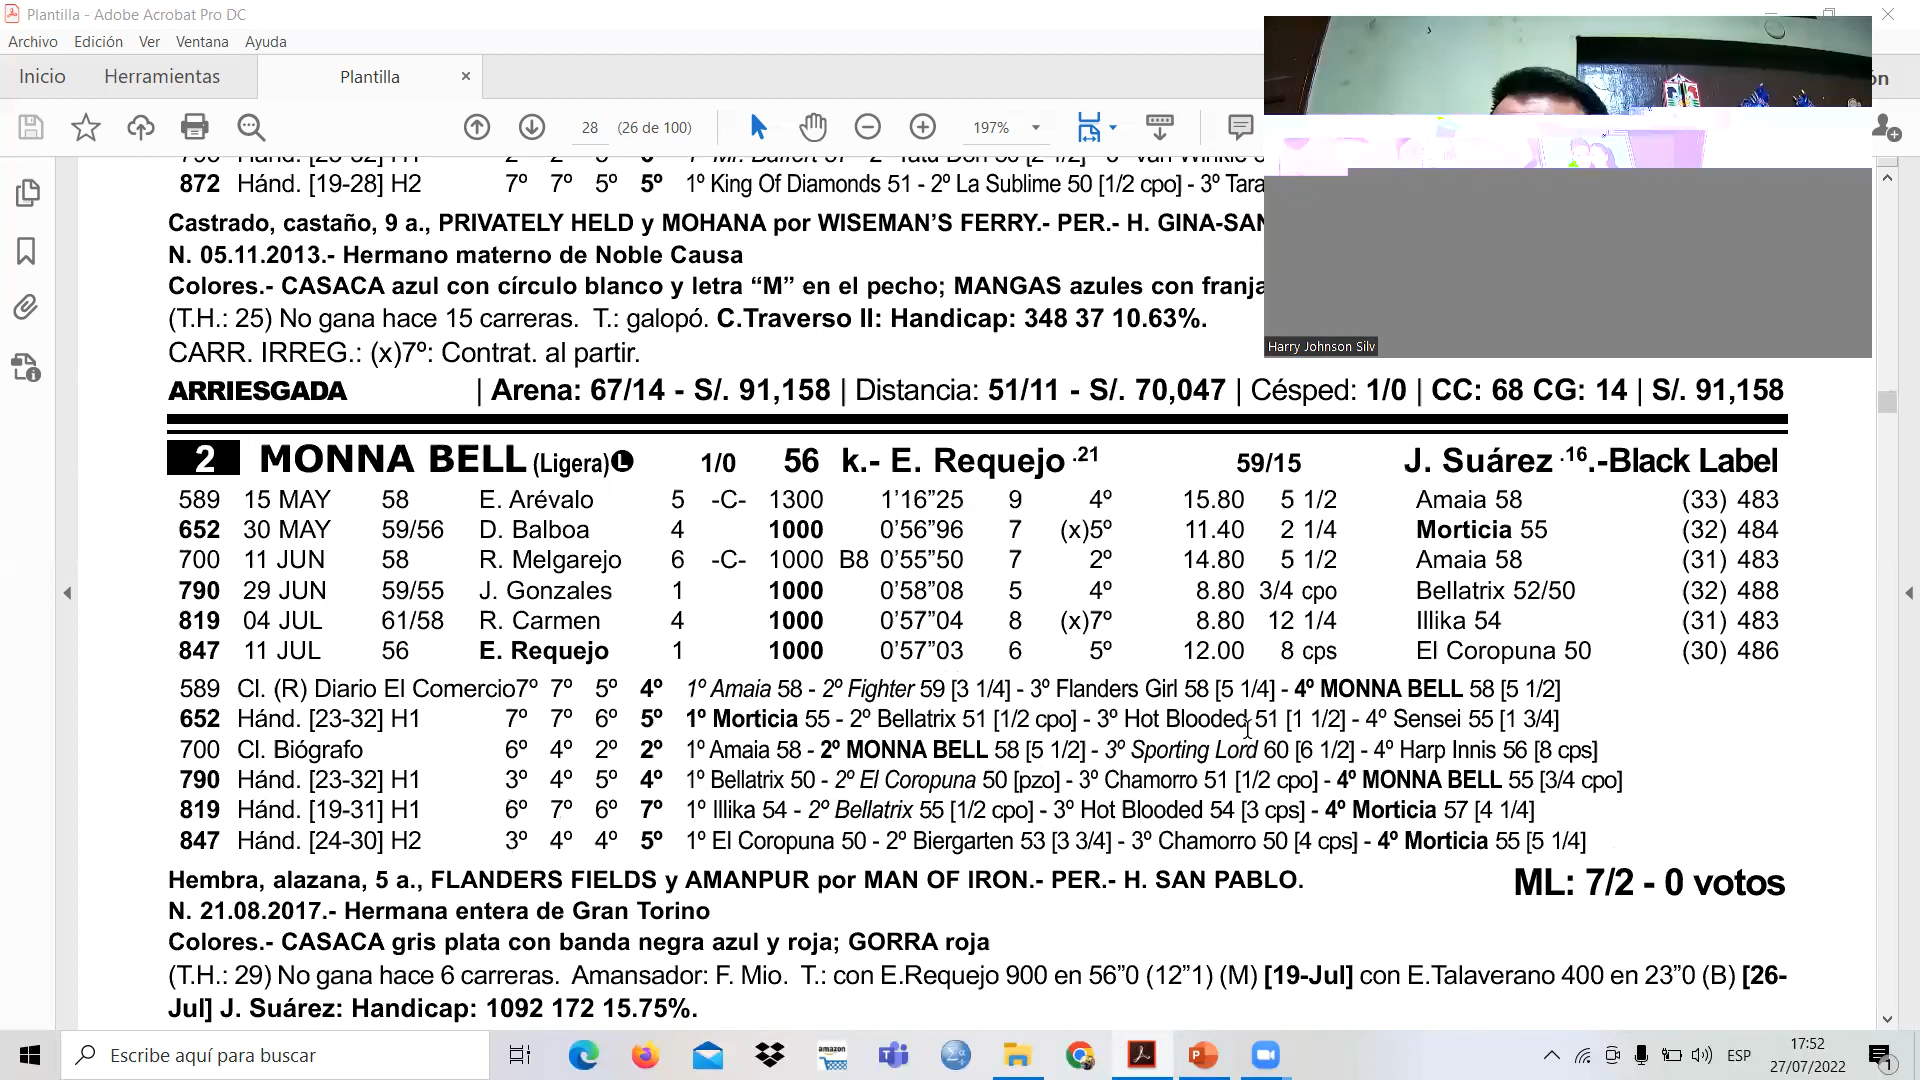 Plantilla - Adobe Acrobat Pro DC
Archivo Edición Ver Ventana Ayuda
Inicio Herramientas Plantilla × ón
28 (26 de 100) 197%
872 Hánd. [19-28] H2 7º 7º 5º 5º 1º King Of Diamonds 51 - 2º La Sublime 50 [1/2 cpo] - 3º Tara
Castrado, castaño, 9 a., PRIVATELY HELD y MOHANA por WISEMAN’S FERRY.- PER.- H. GINA-SAN
N. 05.11.2013.- Hermano materno de Noble Causa
Colores.- CASACA azul con círculo blanco y letra “M” en el pecho; MANGAS azules con franja
(T.H.: 25) No gana hace 15 carreras. T.: galopó. C.Traverso II: Handicap: 348 37 10.63%.
Harry Johnson Silv
CARR. IRREG.: (x)7º: Contrat. al partir.
ARRIESGADA | Arena: 67/14 - S/. 91,158 | Distancia: 51/11 - S/. 70,047 | Césped: 1/0 | CC: 68 CG: 14 | S/. 91,158
2 MONNA BELL (Ligera) L 1/0 56 k.- E. Requejo .21 59/15 J. Suárez .16.-Black Label
589 15 MAY 58 E. Arévalo 5 -C- 1300 1’16”25 9 4º 15.80 5 1/2 Amaia 58 (33) 483
652 30 MAY 59/56 D. Balboa 4 1000 0’56”96 7 (x)5º 11.40 2 1/4 Morticia 55 (32) 484
700 11 JUN 58 R. Melgarejo 6 -C- 1000 B8 0’55”50 7 2º 14.80 5 1/2 Amaia 58 (31) 483
790 29 JUN 59/55 J. Gonzales 1 1000 0’58”08 5 4º 8.80 3/4 cpo Bellatrix 52/50 (32) 488
819 04 JUL 61/58 R. Carmen 4 1000 0’57”04 8 (x)7º 8.80 12 1/4 Illika 54 (31) 483
847 11 JUL 56 E. Requejo 1 1000 0’57”03 6 5º 12.00 8 cps El Coropuna 50 (30) 486
589 Cl. (R) Diario El Comercio7º 7º 5º 4º 1º Amaia 58 - 2º Fighter 59 [3 1/4] - 3º Flanders Girl 58 [5 1/4] - 4º MONNA BELL 58 [5 1/2]
652 Hánd. [23-32] H1 7º 7º 6º 5º 1º Morticia 55 - 2º Bellatrix 51 [1/2 cpo] - 3º Hot Blooded 51 [1 1/2] - 4º Sensei 55 [1 3/4]
700 Cl. Biógrafo 6º 4º 2º 2º 1º Amaia 58 - 2º MONNA BELL 58 [5 1/2] - 3º Sporting Lord 60 [6 1/2] - 4º Harp Innis 56 [8 cps]
790 Hánd. [23-32] H1 3º 4º 5º 4º 1º Bellatrix 50 - 2º El Coropuna 50 [pzo] - 3º Chamorro 51 [1/2 cpo] - 4º MONNA BELL 55 [3/4 cpo]
819 Hánd. [19-31] H1 6º 7º 6º 7º 1º Illika 54 - 2º Bellatrix 55 [1/2 cpo] - 3º Hot Blooded 54 [3 cps] - 4º Morticia 57 [4 1/4]
847 Hánd. [24-30] H2 3º 4º 4º 5º 1º El Coropuna 50 - 2º Biergarten 53 [3 3/4] - 3º Chamorro 50 [4 cps] - 4º Morticia 55 [5 1/4]
Hembra, alazana, 5 a., FLANDERS FIELDS y AMANPUR por MAN OF IRON.- PER.- H. SAN PABLO. ML: 7/2 - 0 votos
N. 21.08.2017.- Hermana entera de Gran Torino
Colores.- CASACA gris plata con banda negra azul y roja; GORRA roja
(T.H.: 29) No gana hace 6 carreras. Amansador: F. Mio. T.: con E.Requejo 900 en 56”0 (12”1) (M) [19-Jul] con E.Talaverano 400 en 23”0 (B) [26-
Jul] J. Suárez: Handicap: 1092 172 15.75%.
Escribe aquí para buscar amazon ESP 17:52
27/07/2022 1